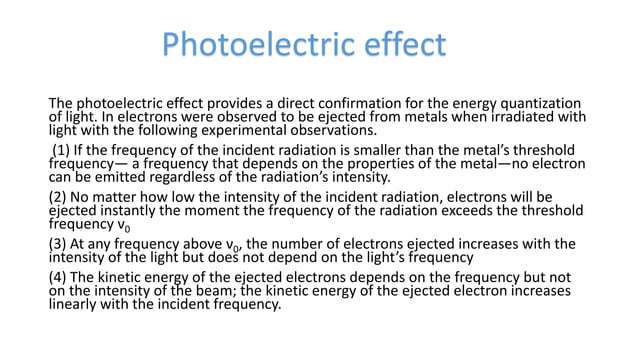 Photoelectric effect
The photoelectric effect provides a direct confirmation for the energy quantization
of light. In electrons were observed to be ejected from metals when irradiated with
light with the following experimental observations.
(1) If the frequency of the incident radiation is smaller than the metal's threshold
frequency— a frequency that depends on the properties of the metal—no electron
can be emitted regardless of the radiation's intensity.
(2) No matter how low the intensity of the incident radiation, electrons will be
ejected instantly the moment the frequency of the radiation exceeds the threshold
frequency ν₀
(3) At any frequency above ν₀, the number of electrons ejected increases with the
intensity of the light but does not depend on the light's frequency
(4) The kinetic energy of the ejected electrons depends on the frequency but not
on the intensity of the beam; the kinetic energy of the ejected electron increases
linearly with the incident frequency.